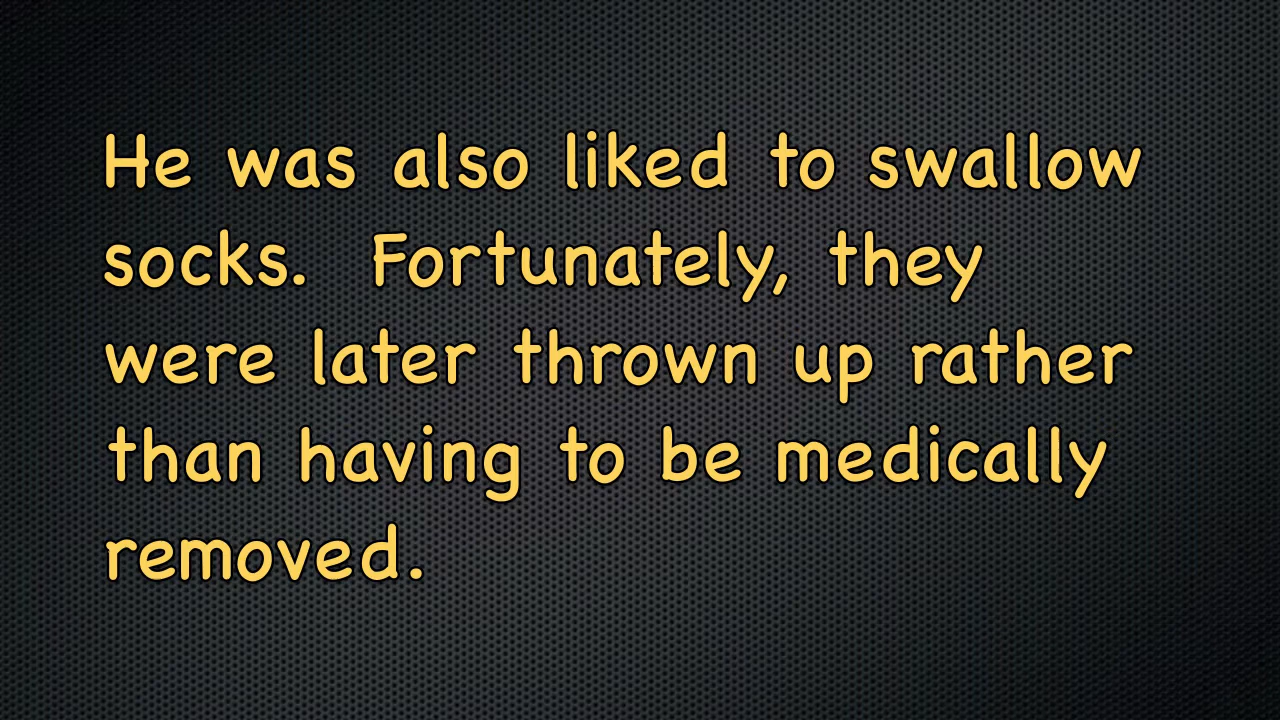 He was also liked to swallow
socks.  Fortunately, they
were later thrown up rather
than having to be medically
removed.